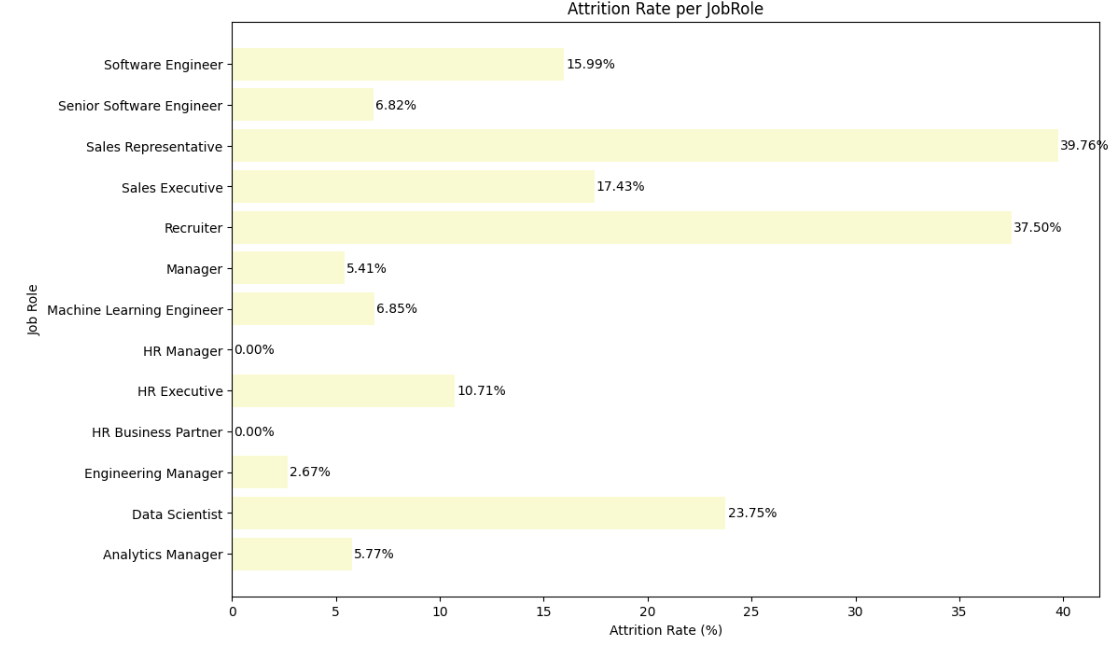 Attrition Rate per JobRole
Software Engineer 15.99%
Senior Software Engineer 6.82%
Sales Representative 39.76%
Sales Executive 17.43%
Recruiter 37.50%
Manager 5.41%
Machine Learning Engineer 6.85%
HR Manager 0.00%
HR Executive 10.71%
HR Business Partner 0.00%
Engineering Manager 2.67%
Data Scientist 23.75%
Analytics Manager 5.77%
Job Role
0 5 10 15 20 25 30 35 40
Attrition Rate (%)